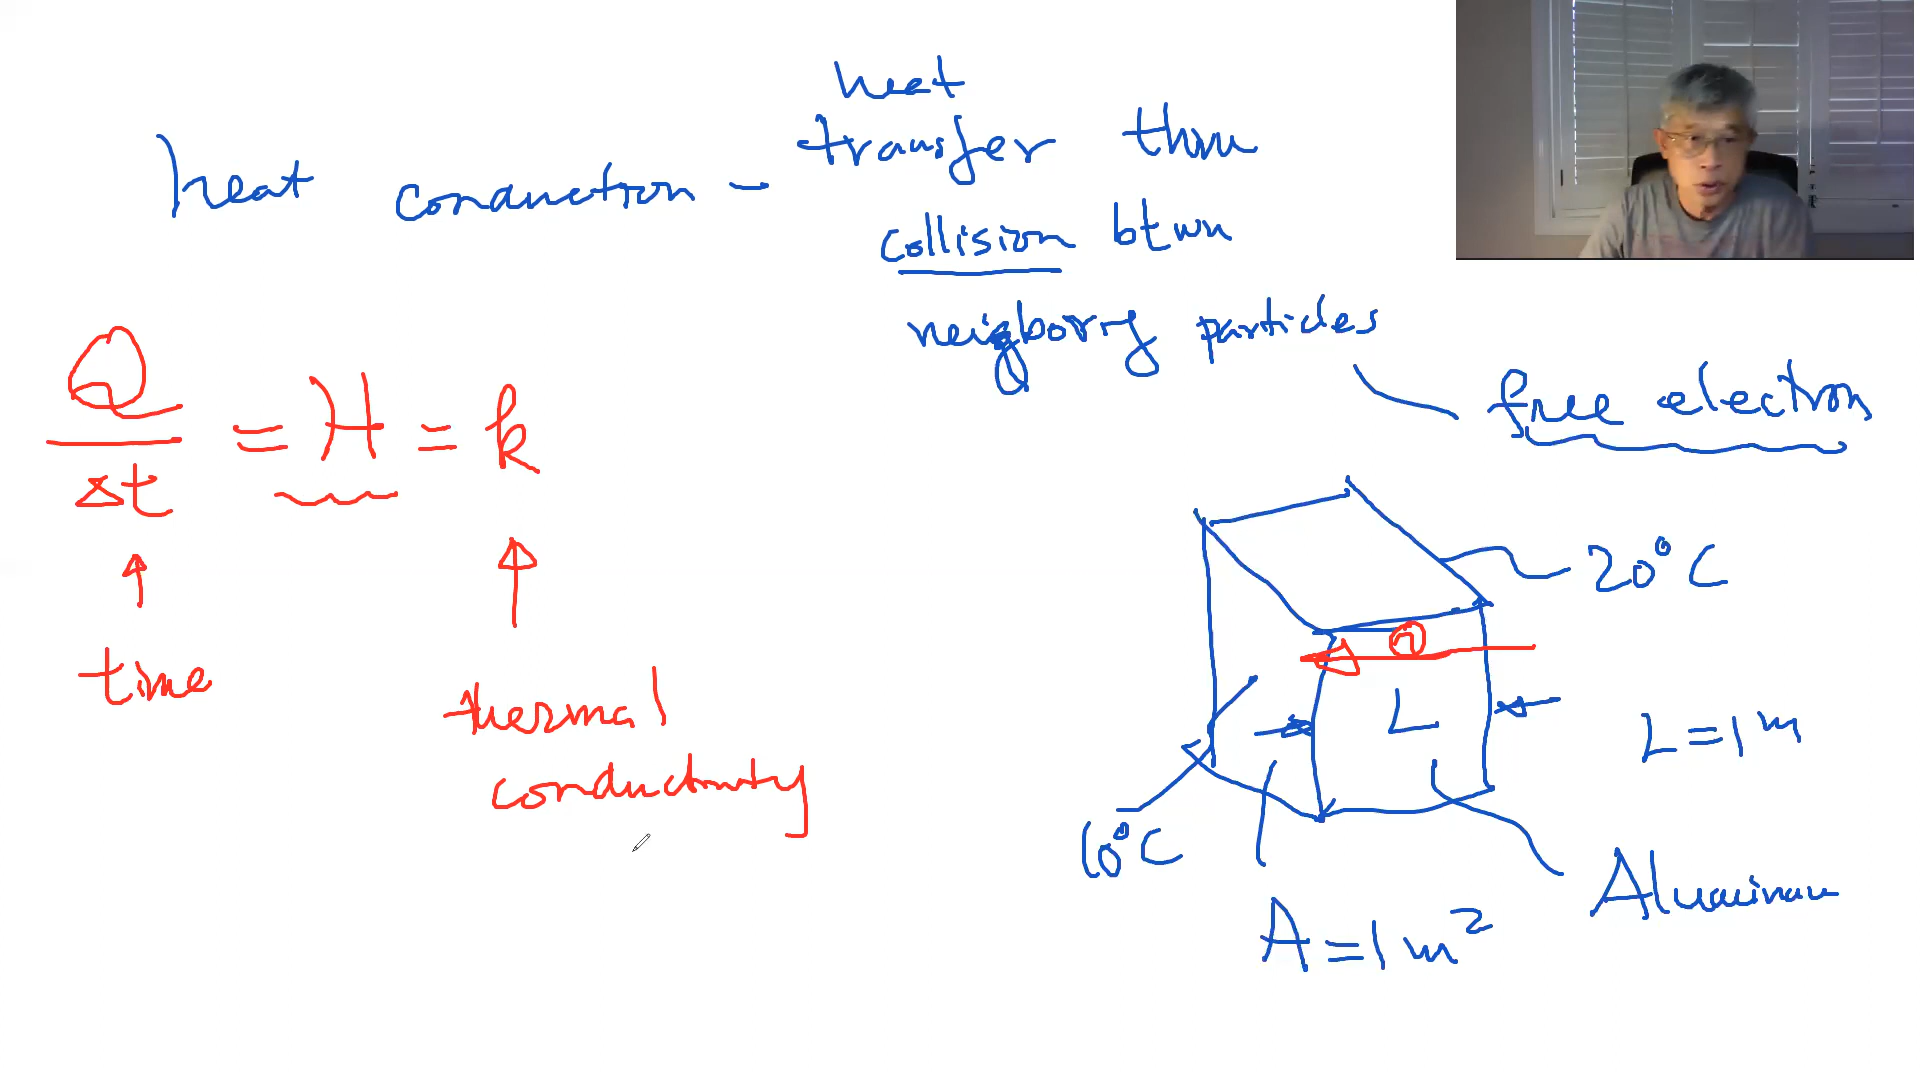 heat
heat conduction - transfer thru
collision btwn
neigborng particles
free electron
Q/Δt = H = k
time
thermal
conductivity
20°C
Q
L
L = 1 m
10°C
Aluminum
A = 1 m²